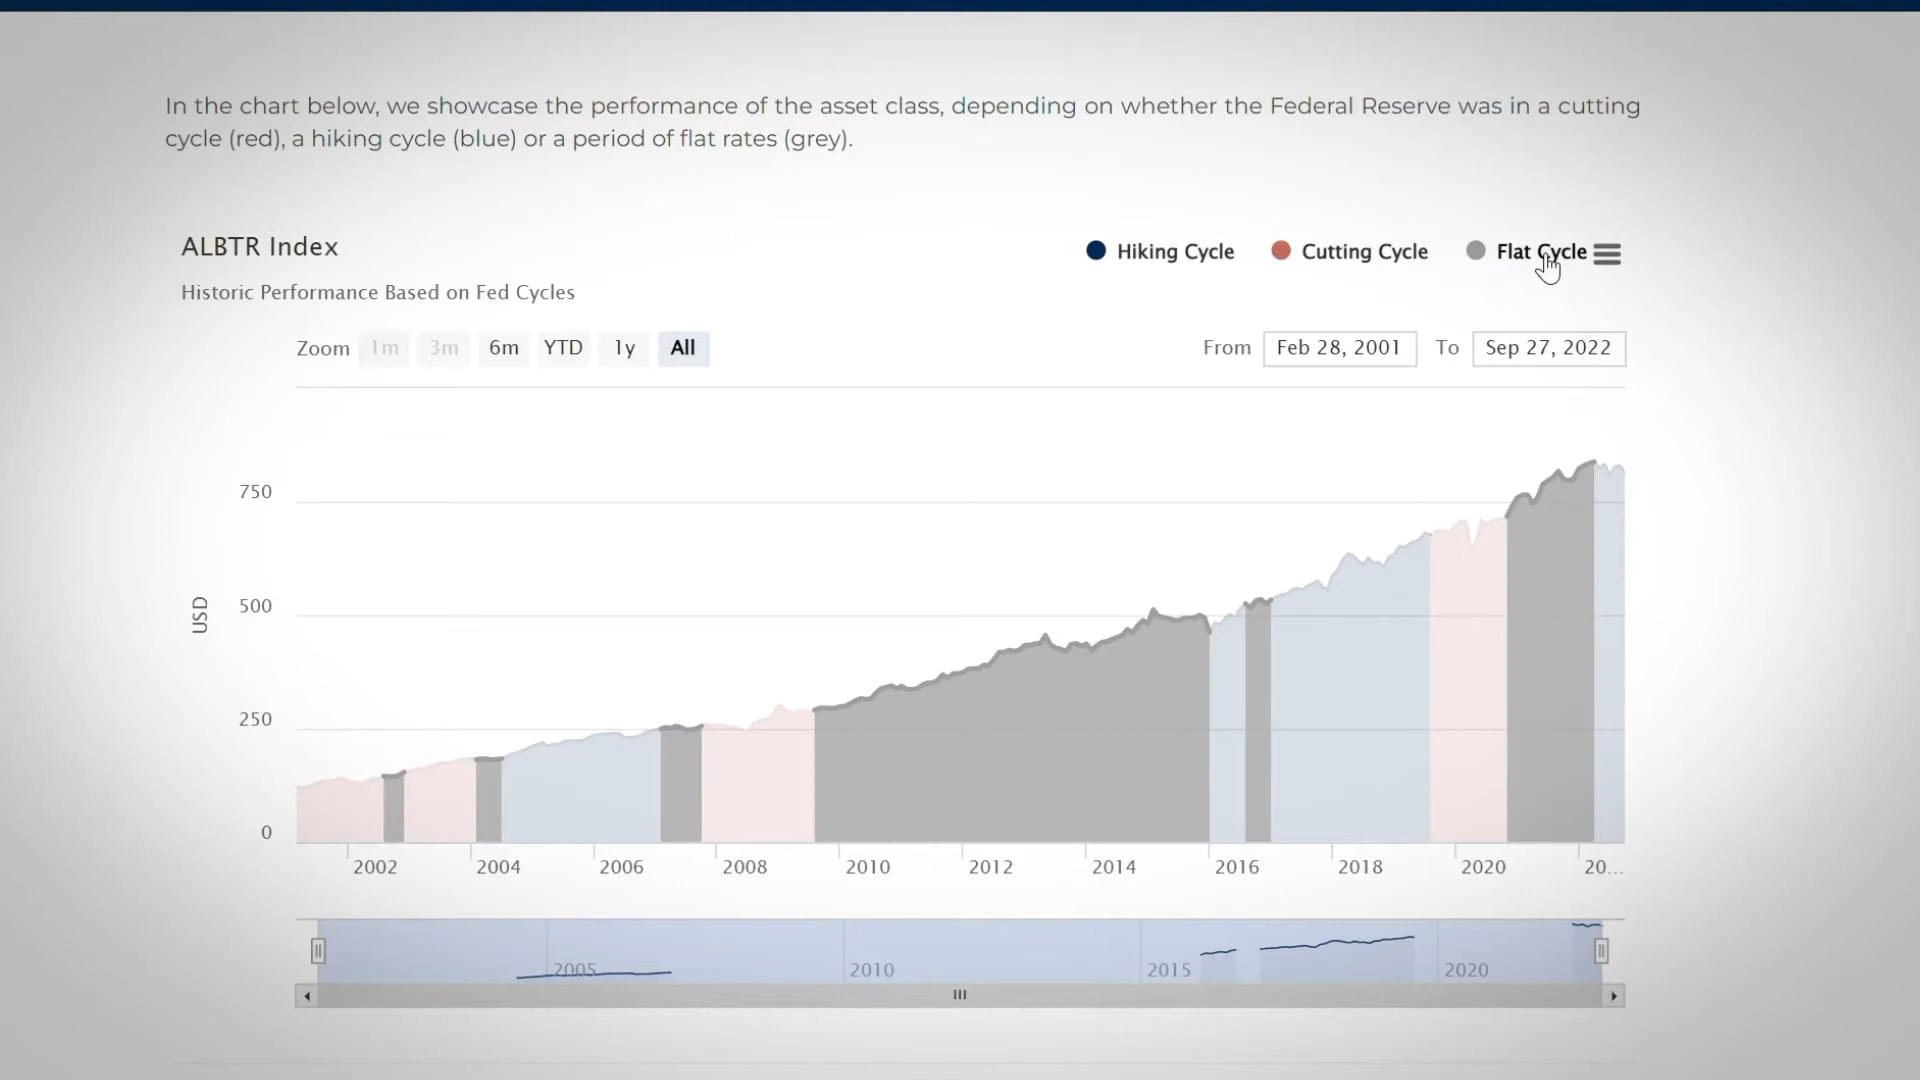 In the chart below, we showcase the performance of the asset class, depending on whether the Federal Reserve was in a cutting
cycle (red), a hiking cycle (blue) or a period of flat rates (grey).
ALBTR Index
Hiking Cycle Cutting Cycle Flat Cycle
Historic Performance Based on Fed Cycles
Zoom 1m 3m 6m YTD 1y All From Feb 28, 2001 To Sep 27, 2022
750
500
250
0
USD
2002 2004 2006 2008 2010 2012 2014 2016 2018 2020 20...
2005 2010 2015 2020